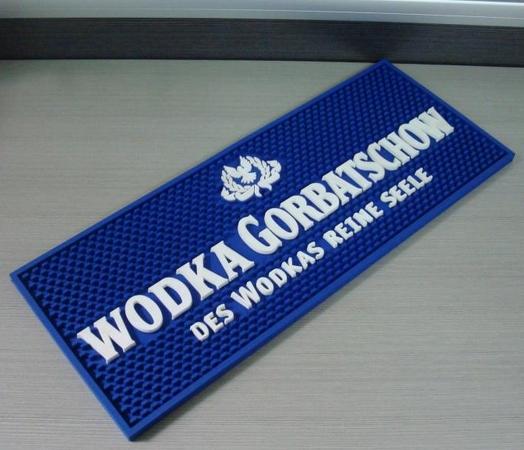 WODKA GORBATSCHOW
DES WODKAS REINE SEELE